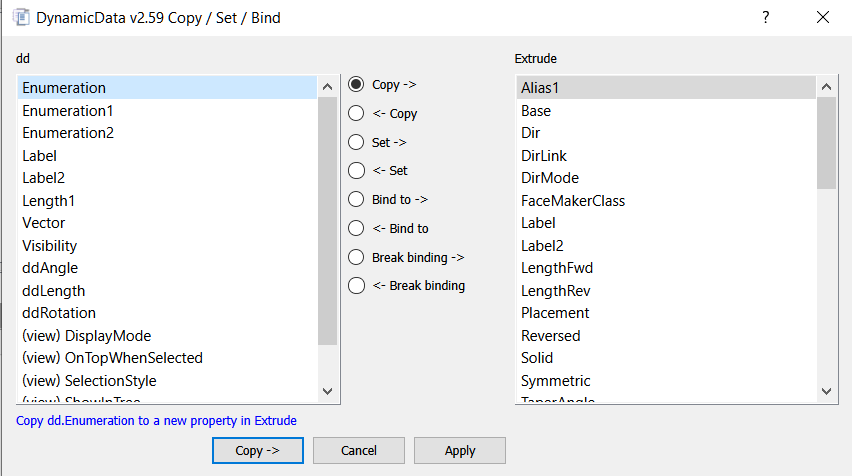 DynamicData v2.59 Copy / Set / Bind
?
dd
Enumeration
Enumeration1
Enumeration2
Label
Label2
Length1
Vector
Visibility
ddAngle
ddLength
ddRotation
(view) DisplayMode
(view) OnTopWhenSelected
(view) SelectionStyle
(view) ShowInTree
Copy ->
<- Copy
Set ->
<- Set
Bind to ->
<- Bind to
Break binding ->
<- Break binding
Extrude
Alias1
Base
Dir
DirLink
DirMode
FaceMakerClass
Label
Label2
LengthFwd
LengthRev
Placement
Reversed
Solid
Symmetric
TaperAngle
Copy dd.Enumeration to a new property in Extrude
Copy ->
Cancel
Apply